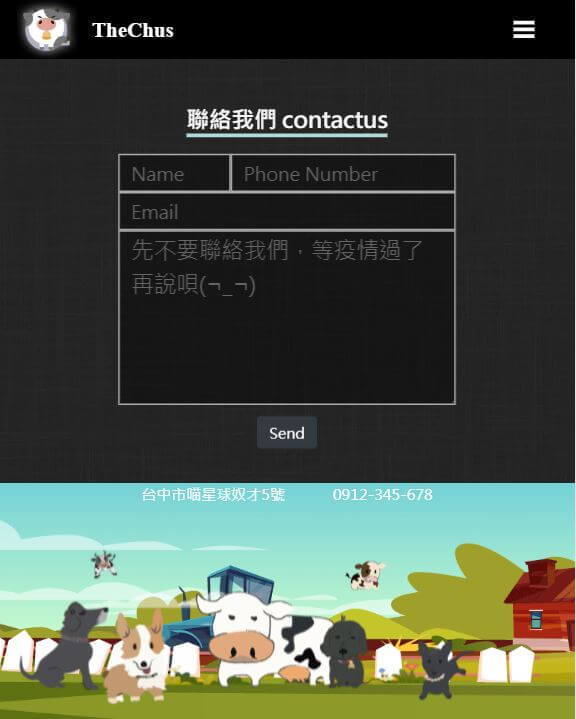 TheChus
聯絡我們 contactus
Name
Phone Number
Email
先不要聯絡我們，等疫情過了
再說唄(¬_¬)
Send
台中市喵星球奴才5號 0912-345-678